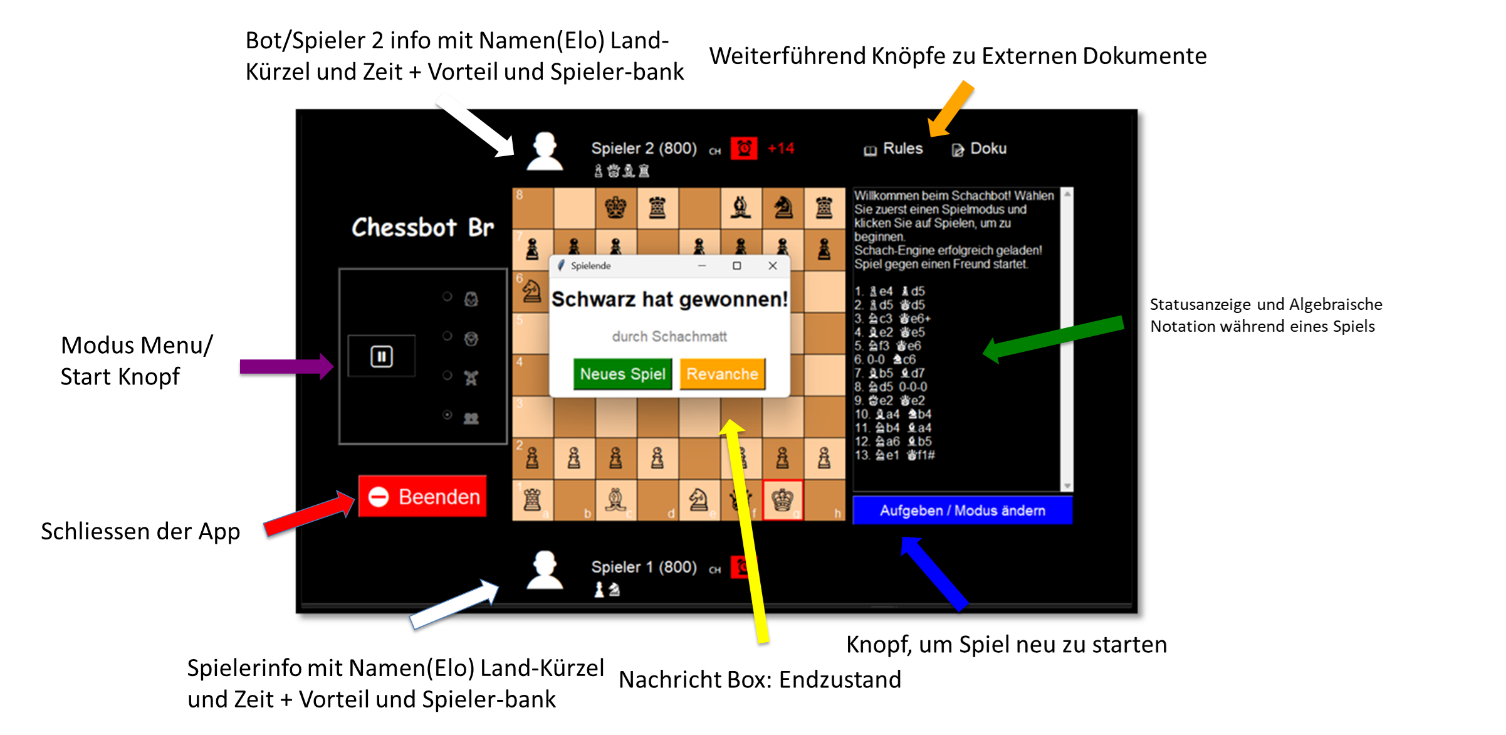 Bot/Spieler 2 info mit Namen(Elo) Land-
Kürzel und Zeit + Vorteil und Spieler-bank
Weiterführend Knöpfe zu Externen Dokumente
Spieler 2 (800) CH +14
Rules Doku
Chessbot Br
Modus Menu/
Start Knopf
Beenden
Schliessen der App
8
7
6
5
4
3
2
a b c d e f g h
Spielende
Schwarz hat gewonnen!
durch Schachmatt
Neues Spiel Revanche
Willkommen beim Schachbot! Wählen
Sie zuerst einen Spielmodus und
klicken Sie auf Spielen, um zu
beginnen.
Schach-Engine erfolgreich geladen!
Spiel gegen einen Freund startet.
1. ♙e4 ♟d5
2. ♙d5 ♛d5
3. ♘c3 ♛e6+
4. ♗e2 ♛e5
5. ♘f3 ♛e6
6. 0-0 ♞c6
7. ♗b5 ♝d7
8. ♘d5 0-0-0
9. ♕e2 ♛e2
10. ♗a4 ♞b4
11. ♘b4 ♝a4
12. ♘a6 ♝b5
13. ♘e1 ♛f1#
Aufgeben / Modus ändern
Statusanzeige und Algebraische
Notation während eines Spiels
Spieler 1 (800) CH
Spielerinfo mit Namen(Elo) Land-Kürzel
und Zeit + Vorteil und Spieler-bank
Nachricht Box: Endzustand
Knopf, um Spiel neu zu starten